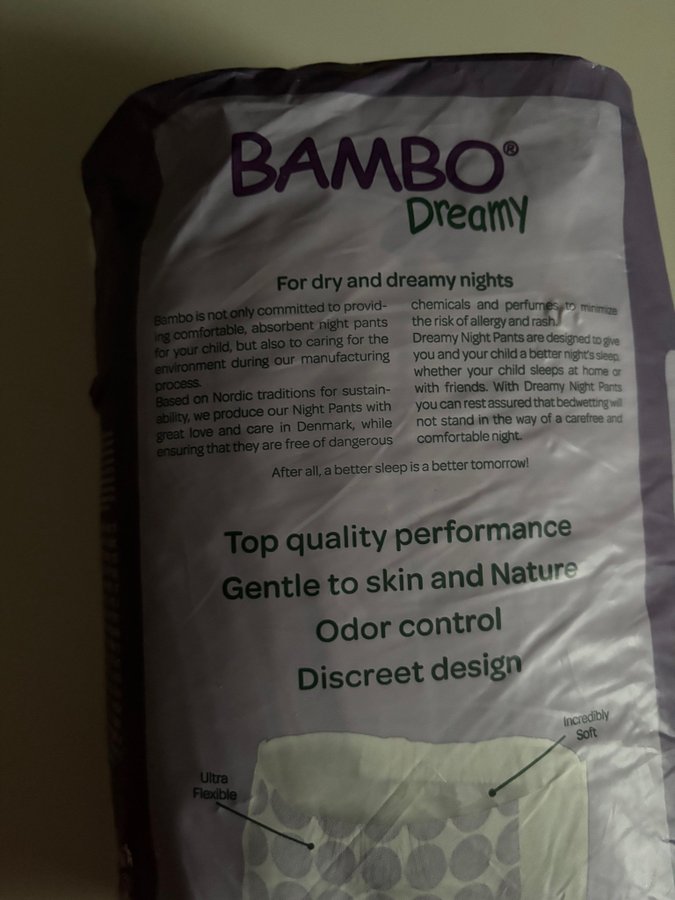 BAMBO®
Dreamy
For dry and dreamy nights
Bambo is not only committed to provid-
ing comfortable, absorbent night pants
for your child, but also to caring for the
environment during our manufacturing
process.
Based on Nordic traditions for sustain-
ability, we produce our Night Pants with
great love and care in Denmark, while
ensuring that they are free of dangerous
chemicals and perfumes to minimize
the risk of allergy and rash.
Dreamy Night Pants are designed to give
you and your child a better night's sleep,
whether your child sleeps at home or
with friends. With Dreamy Night Pants
you can rest assured that bedwetting will
not stand in the way of a carefree and
comfortable night.
After all, a better sleep is a better tomorrow!
Top quality performance
Gentle to skin and Nature
Odor control
Discreet design
Incredibly
Soft
Ultra
Flexible